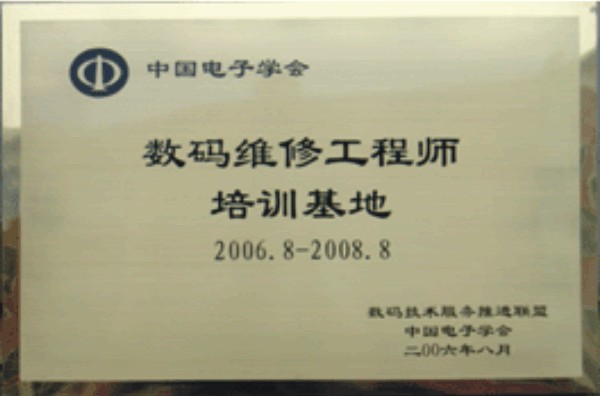 中国电子学会
数码维修工程师
培训基地
2006.8-2008.8
数码技术服务推进联盟
中国电子学会
二00六年八月